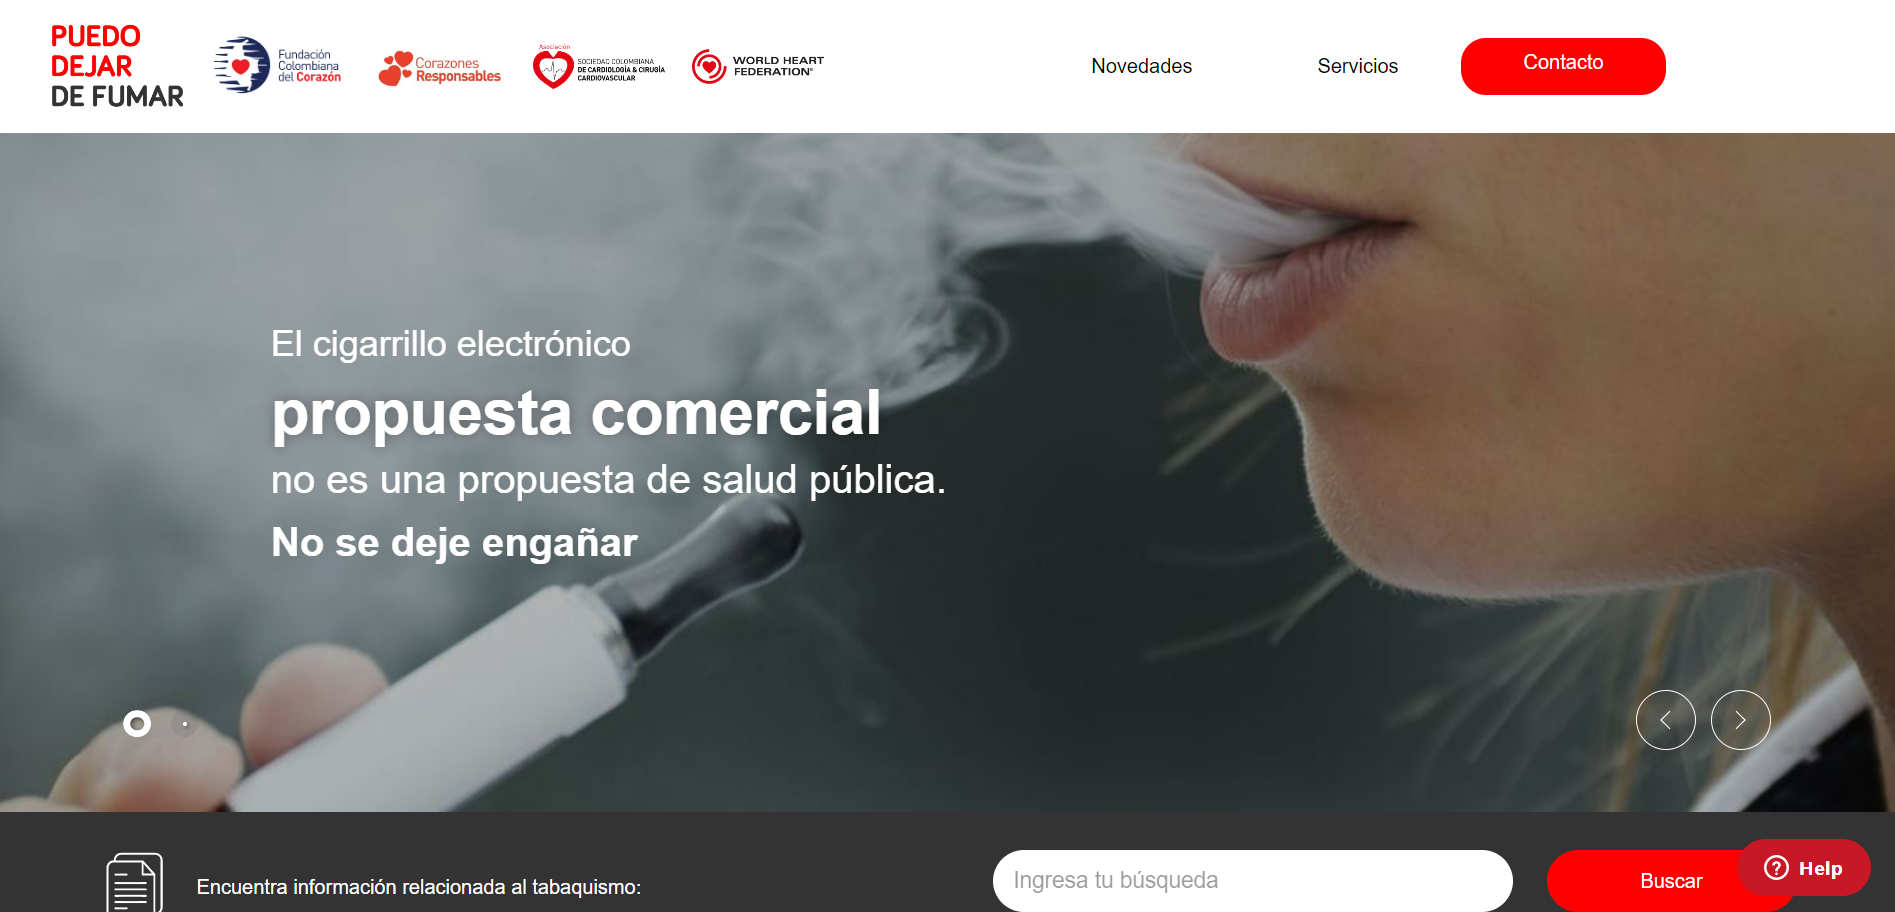 PUEDO
DEJAR
DE FUMAR
Fundación
Colombiana
del Corazón
Corazones
Responsables
Asociación
SOCIEDAD COLOMBIANA
DE CARDIOLOGÍA & CIRUGÍA
CARDIOVASCULAR
WORLD HEART
FEDERATION®
Novedades
Servicios
Contacto
El cigarrillo electrónico
propuesta comercial
no es una propuesta de salud pública.
No se deje engañar
Encuentra información relacionada al tabaquismo:
Ingresa tu búsqueda
Buscar
Help